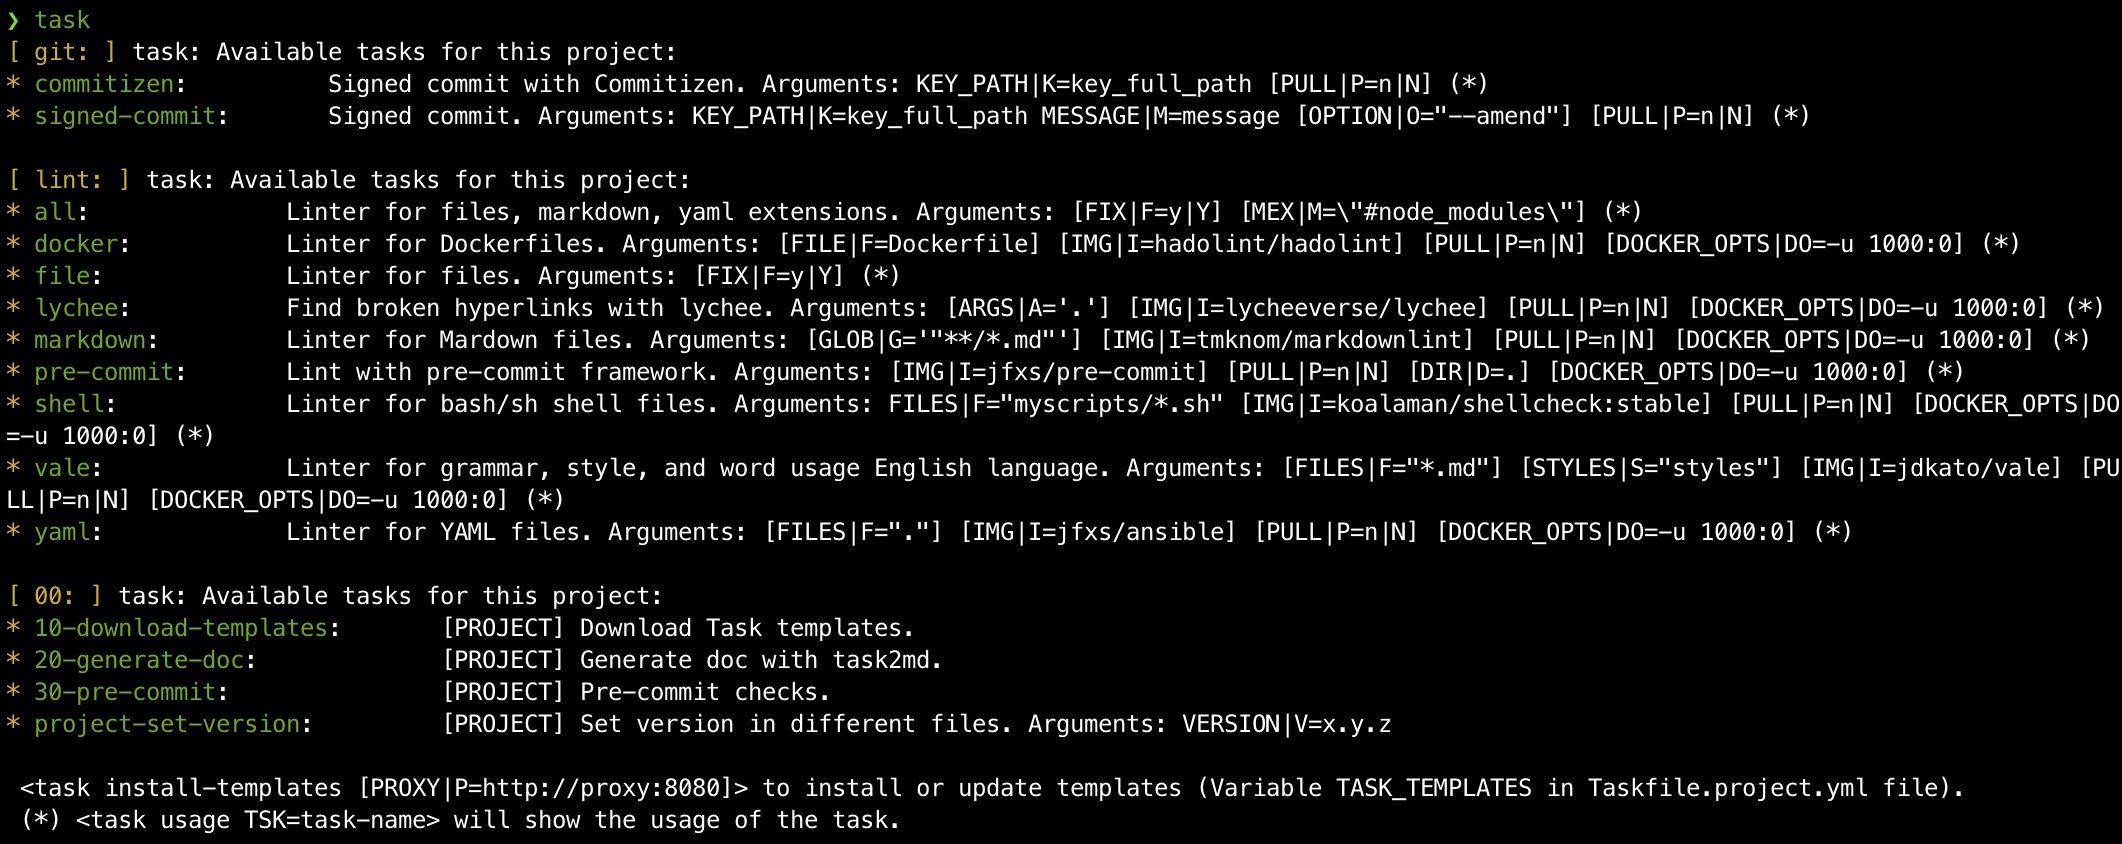 ❯ task
[ git: ] task: Available tasks for this project:
* commitizen:          Signed commit with Commitizen. Arguments: KEY_PATH|K=key_full_path [PULL|P=n|N] (*)
* signed-commit:       Signed commit. Arguments: KEY_PATH|K=key_full_path MESSAGE|M=message [OPTION|O="--amend"] [PULL|P=n|N] (*)

[ lint: ] task: Available tasks for this project:
* all:              Linter for files, markdown, yaml extensions. Arguments: [FIX|F=y|Y] [MEX|M=\"#node_modules\"] (*)
* docker:           Linter for Dockerfiles. Arguments: [FILE|F=Dockerfile] [IMG|I=hadolint/hadolint] [PULL|P=n|N] [DOCKER_OPTS|DO=-u 1000:0] (*)
* file:             Linter for files. Arguments: [FIX|F=y|Y] (*)
* lychee:           Find broken hyperlinks with lychee. Arguments: [ARGS|A='.'] [IMG|I=lycheeverse/lychee] [PULL|P=n|N] [DOCKER_OPTS|DO=-u 1000:0] (*)
* markdown:         Linter for Mardown files. Arguments: [GLOB|G='"**/*.md"'] [IMG|I=tmknom/markdownlint] [PULL|P=n|N] [DOCKER_OPTS|DO=-u 1000:0] (*)
* pre-commit:       Lint with pre-commit framework. Arguments: [IMG|I=jfxs/pre-commit] [PULL|P=n|N] [DIR|D=.] [DOCKER_OPTS|DO=-u 1000:0] (*)
* shell:            Linter for bash/sh shell files. Arguments: FILES|F="myscripts/*.sh" [IMG|I=koalaman/shellcheck:stable] [PULL|P=n|N] [DOCKER_OPTS|DO
=-u 1000:0] (*)
* vale:             Linter for grammar, style, and word usage English language. Arguments: [FILES|F="*.md"] [STYLES|S="styles"] [IMG|I=jdkato/vale] [PU
LL|P=n|N] [DOCKER_OPTS|DO=-u 1000:0] (*)
* yaml:             Linter for YAML files. Arguments: [FILES|F="."] [IMG|I=jfxs/ansible] [PULL|P=n|N] [DOCKER_OPTS|DO=-u 1000:0] (*)

[ 00: ] task: Available tasks for this project:
* 10-download-templates:       [PROJECT] Download Task templates.
* 20-generate-doc:             [PROJECT] Generate doc with task2md.
* 30-pre-commit:               [PROJECT] Pre-commit checks.
* project-set-version:         [PROJECT] Set version in different files. Arguments: VERSION|V=x.y.z

 <task install-templates [PROXY|P=http://proxy:8080]> to install or update templates (Variable TASK_TEMPLATES in Taskfile.project.yml file).
 (*) <task usage TSK=task-name> will show the usage of the task.